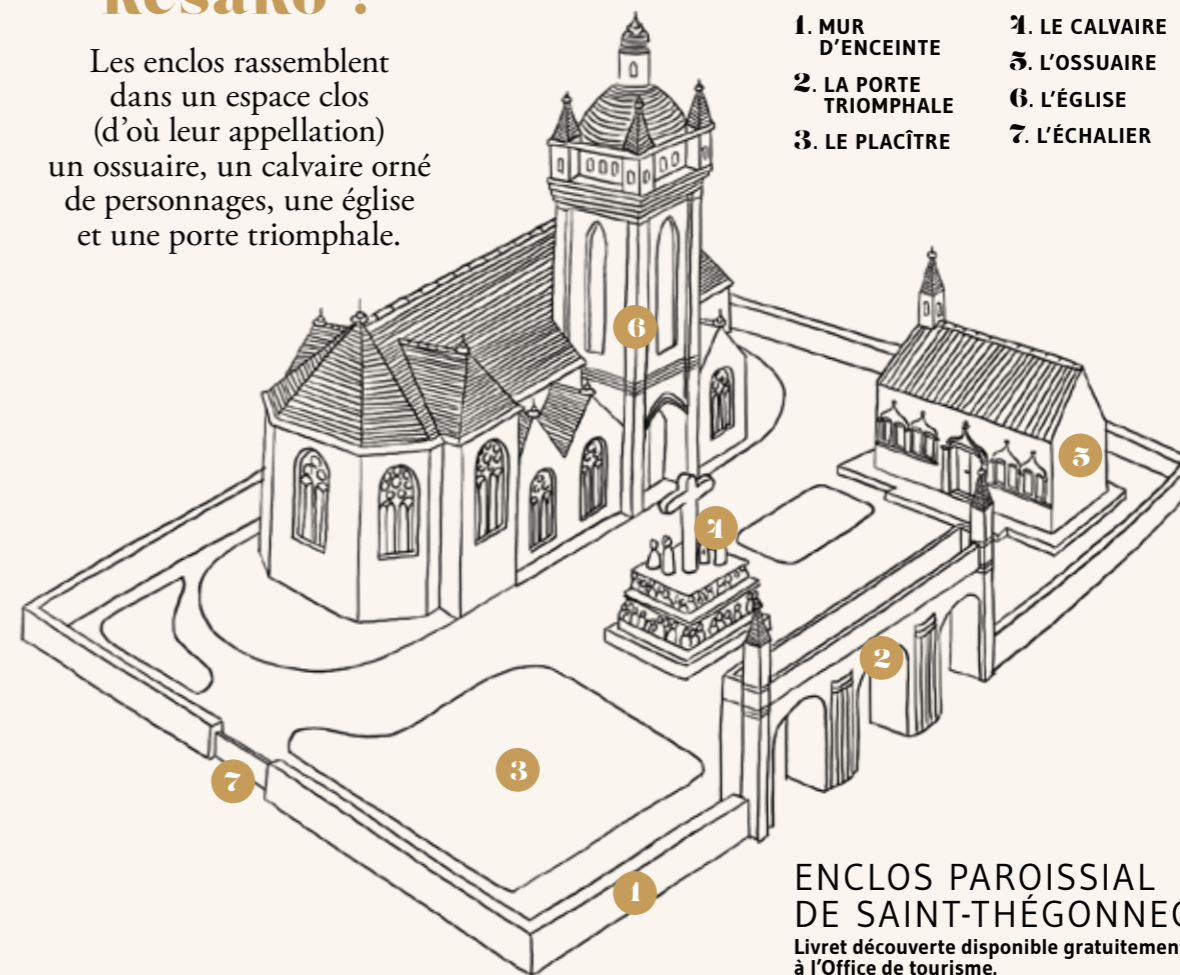 Kesako ?
Les enclos rassemblent
dans un espace clos
(d'où leur appellation)
un ossuaire, un calvaire orné
de personnages, une église
et une porte triomphale.
1. MUR
D'ENCEINTE
2. LA PORTE
TRIOMPHALE
3. LE PLACÎTRE
4. LE CALVAIRE
5. L'OSSUAIRE
6. L'ÉGLISE
7. L'ÉCHALIER
6
5
4
2
3
7
1
ENCLOS PAROISSIAL
DE SAINT-THÉGONNEC
Livret découverte disponible gratuitement
à l'Office de tourisme.